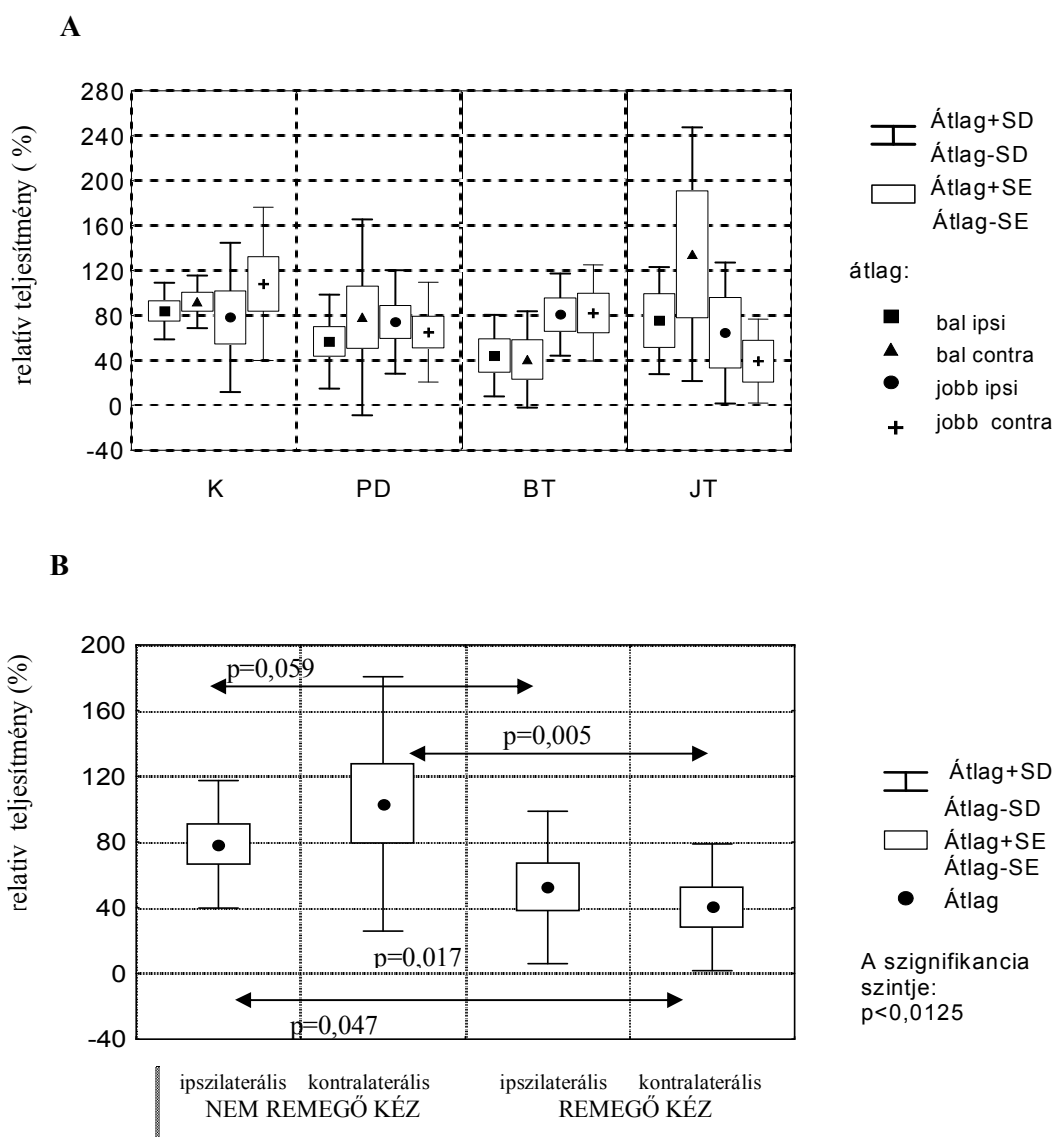 A
relatív teljesítmény ( %)
280
240
200
160
120
80
40
0
-40
K PD BT JT
Átlag+SD
Átlag-SD
Átlag+SE
Átlag-SE
átlag:
bal ipsi
bal contra
jobb ipsi
jobb contra
B
relatív teljesítmény (%)
200
160
120
80
40
0
-40
p=0,059
p=0,005
p=0,017
p=0,047
Átlag+SD
Átlag-SD
Átlag+SE
Átlag-SE
Átlag
A szignifikancia
szintje:
p<0,0125
ipszilaterális kontralaterális ipszilaterális kontralaterális
NEM REMEGŐ KÉZ REMEGŐ KÉZ